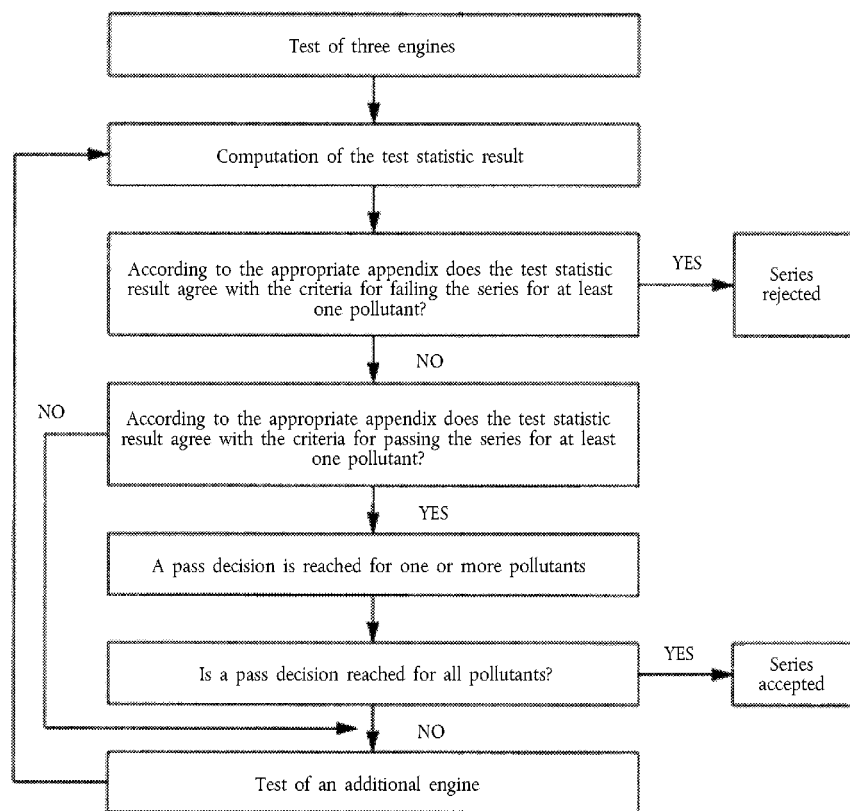 Test of three engines
Computation of the test statistic result
According to the appropriate appendix does the test statistic
result agree with the criteria for failing the series for at least
one pollutant?
YES
Series
rejected
NO
NO
According to the appropriate appendix does the test statistic
result agree with the criteria for passing the series for at least
one pollutant?
YES
A pass decision is reached for one or more pollutants
Is a pass decision reached for all pollutants?
YES
Series
accepted
NO
Test of an additional engine